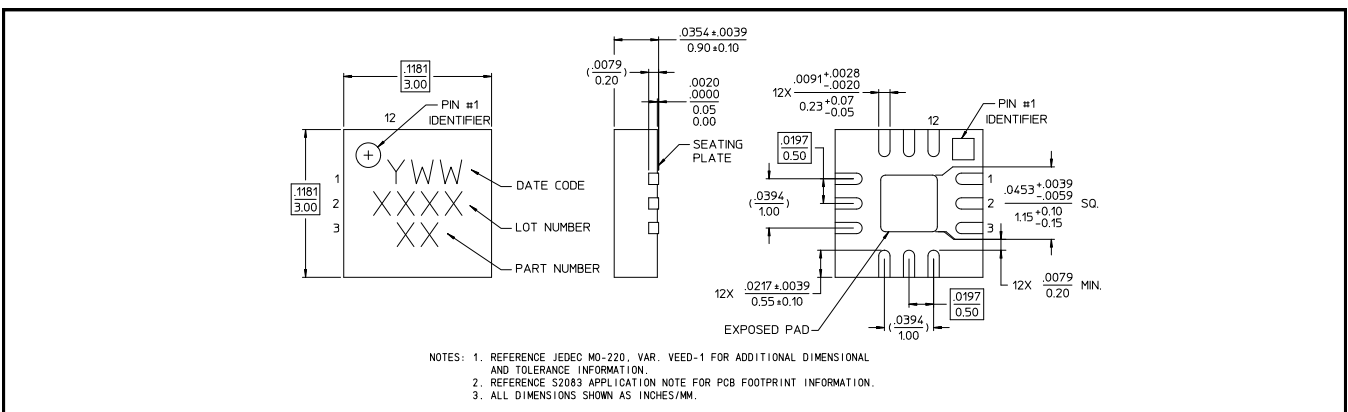 .1181
3.00
PIN #1
IDENTIFIER
12
.1181
3.00
1
2
3
YWW
XXXX
XX
DATE CODE
LOT NUMBER
PART NUMBER
.0354±.0039
0.90±0.10
(.0079)
0.20
.0020
.0000
0.05
0.00
SEATING
PLATE
12X .0091 +.0028
-.0020
0.23 +0.07
-0.05
12
PIN #1
IDENTIFIER
.0197
0.50
(.0394)
1.00
1
2
3
.0453 +.0039
-.0059
SQ.
1.15 +0.10
-0.15
12X .0217±.0039
0.55±0.10
12X .0079 MIN.
0.20
.0197
0.50
(.0394)
1.00
EXPOSED PAD
NOTES: 1. REFERENCE JEDEC MO-220, VAR. VEED-1 FOR ADDITIONAL DIMENSIONAL
AND TOLERANCE INFORMATION.
2. REFERENCE S2083 APPLICATION NOTE FOR PCB FOOTPRINT INFORMATION.
3. ALL DIMENSIONS SHOWN AS INCHES/MM.